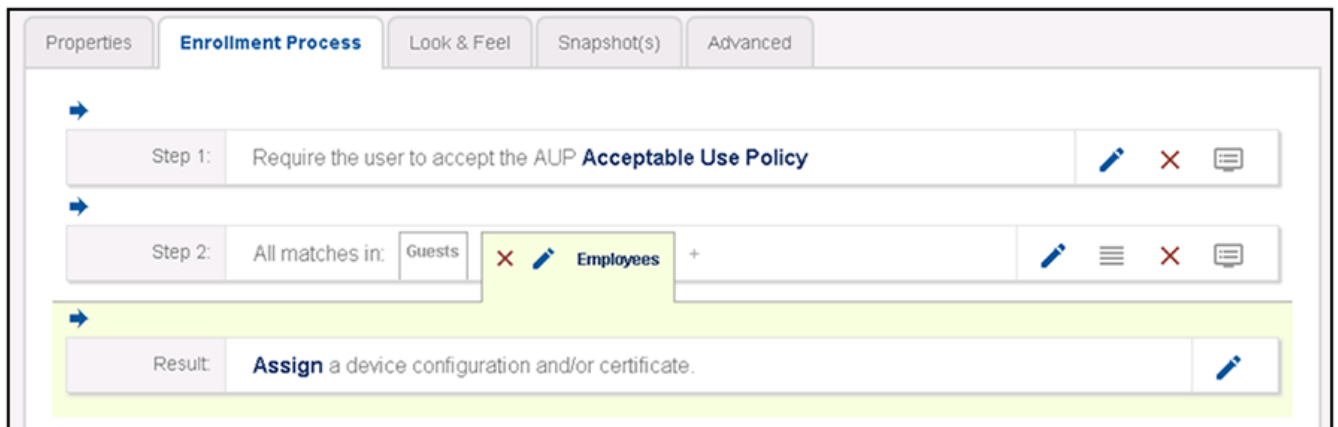 Properties Enrollment Process Look & Feel Snapshot(s) Advanced
Step 1: Require the user to accept the AUP Acceptable Use Policy
Step 2: All matches in: Guests Employees +
Result: Assign a device configuration and/or certificate.